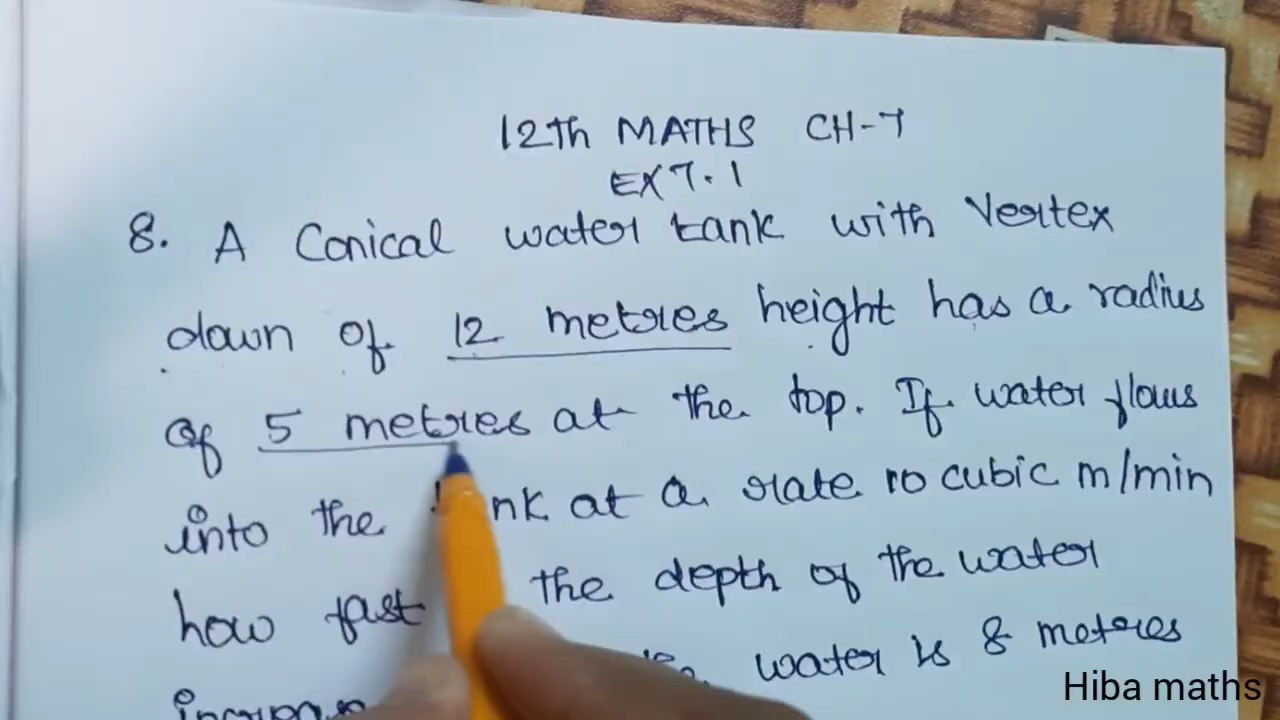 12th MATHS CH-7
EX 7.1
8. A Conical water tank with Vertex
down of 12 metres height has a radius
of 5 metres at the top. If water flows
into the at a rate 10 cubic m/min
how fast the depth of the water
water is 8 metres
Hiba maths